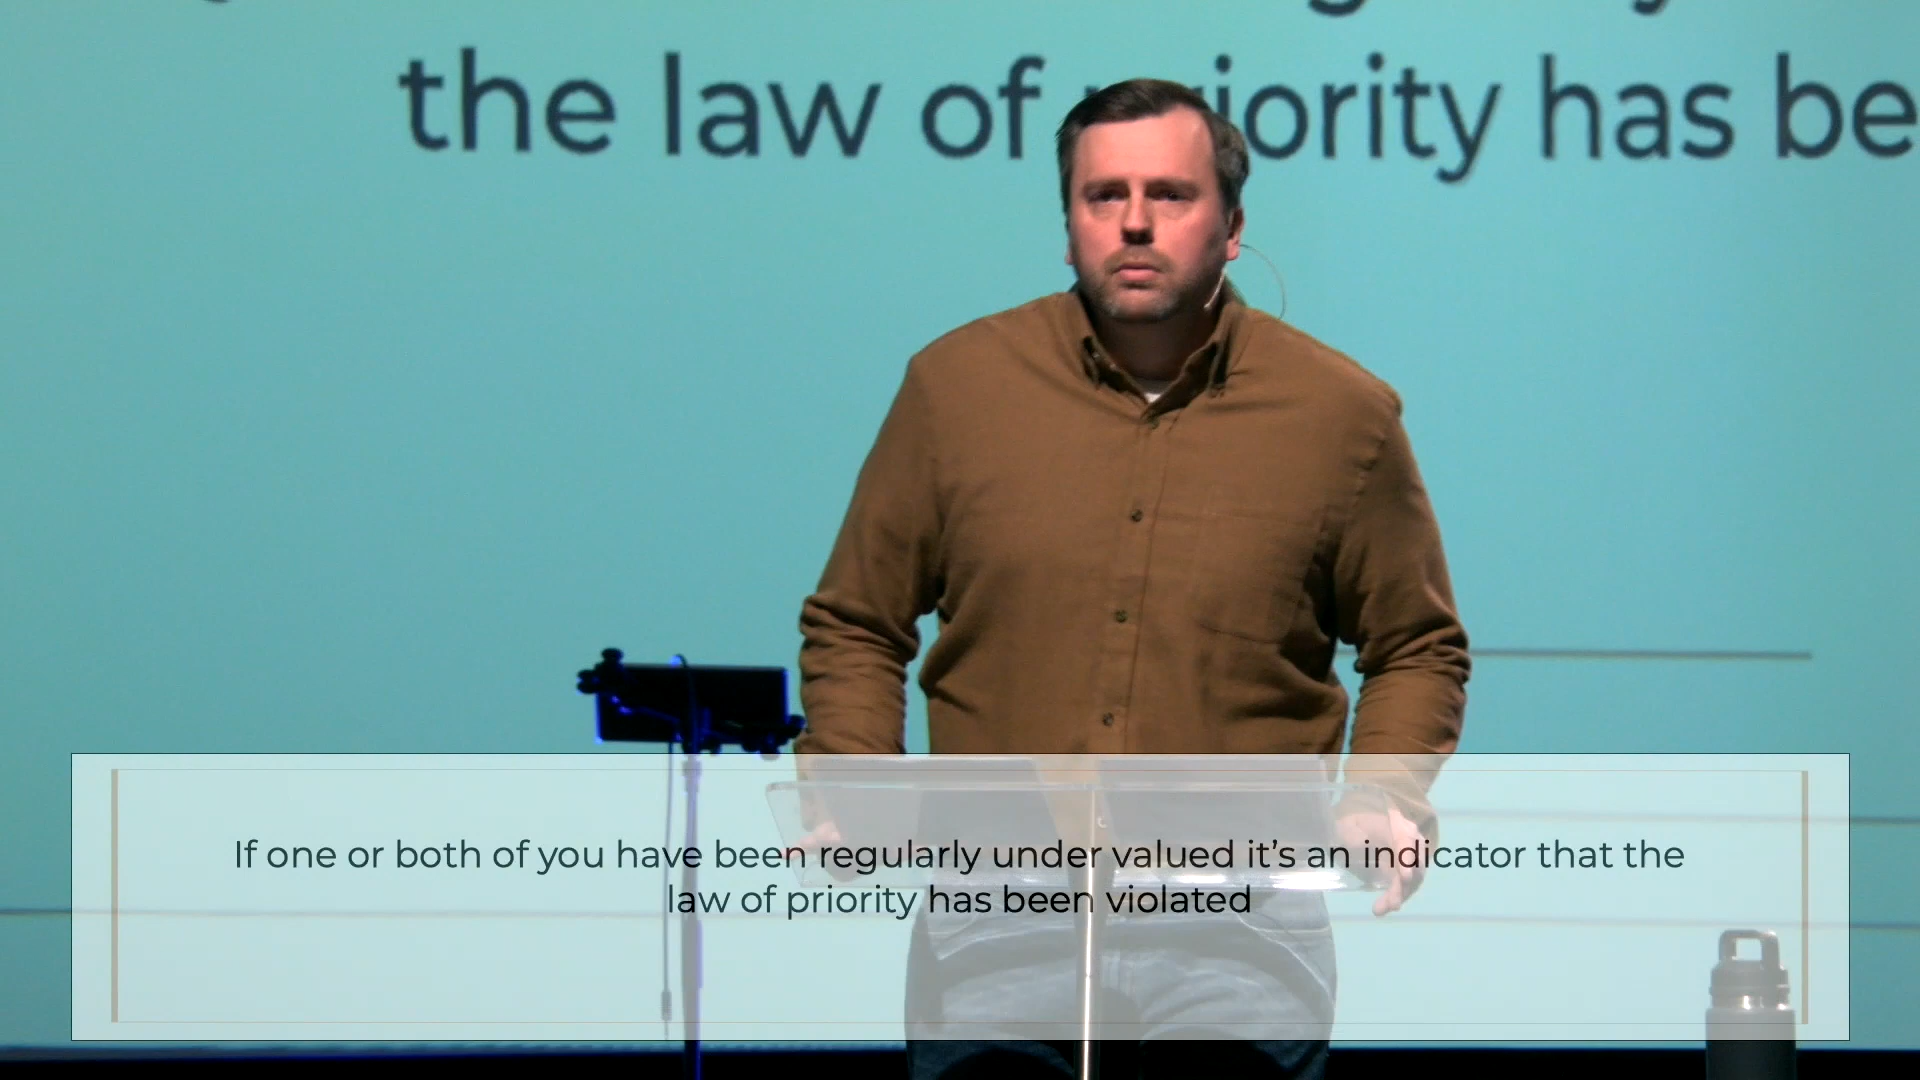 the law of priority has be
If one or both of you have been regularly under valued it's an indicator that the
law of priority has been violated